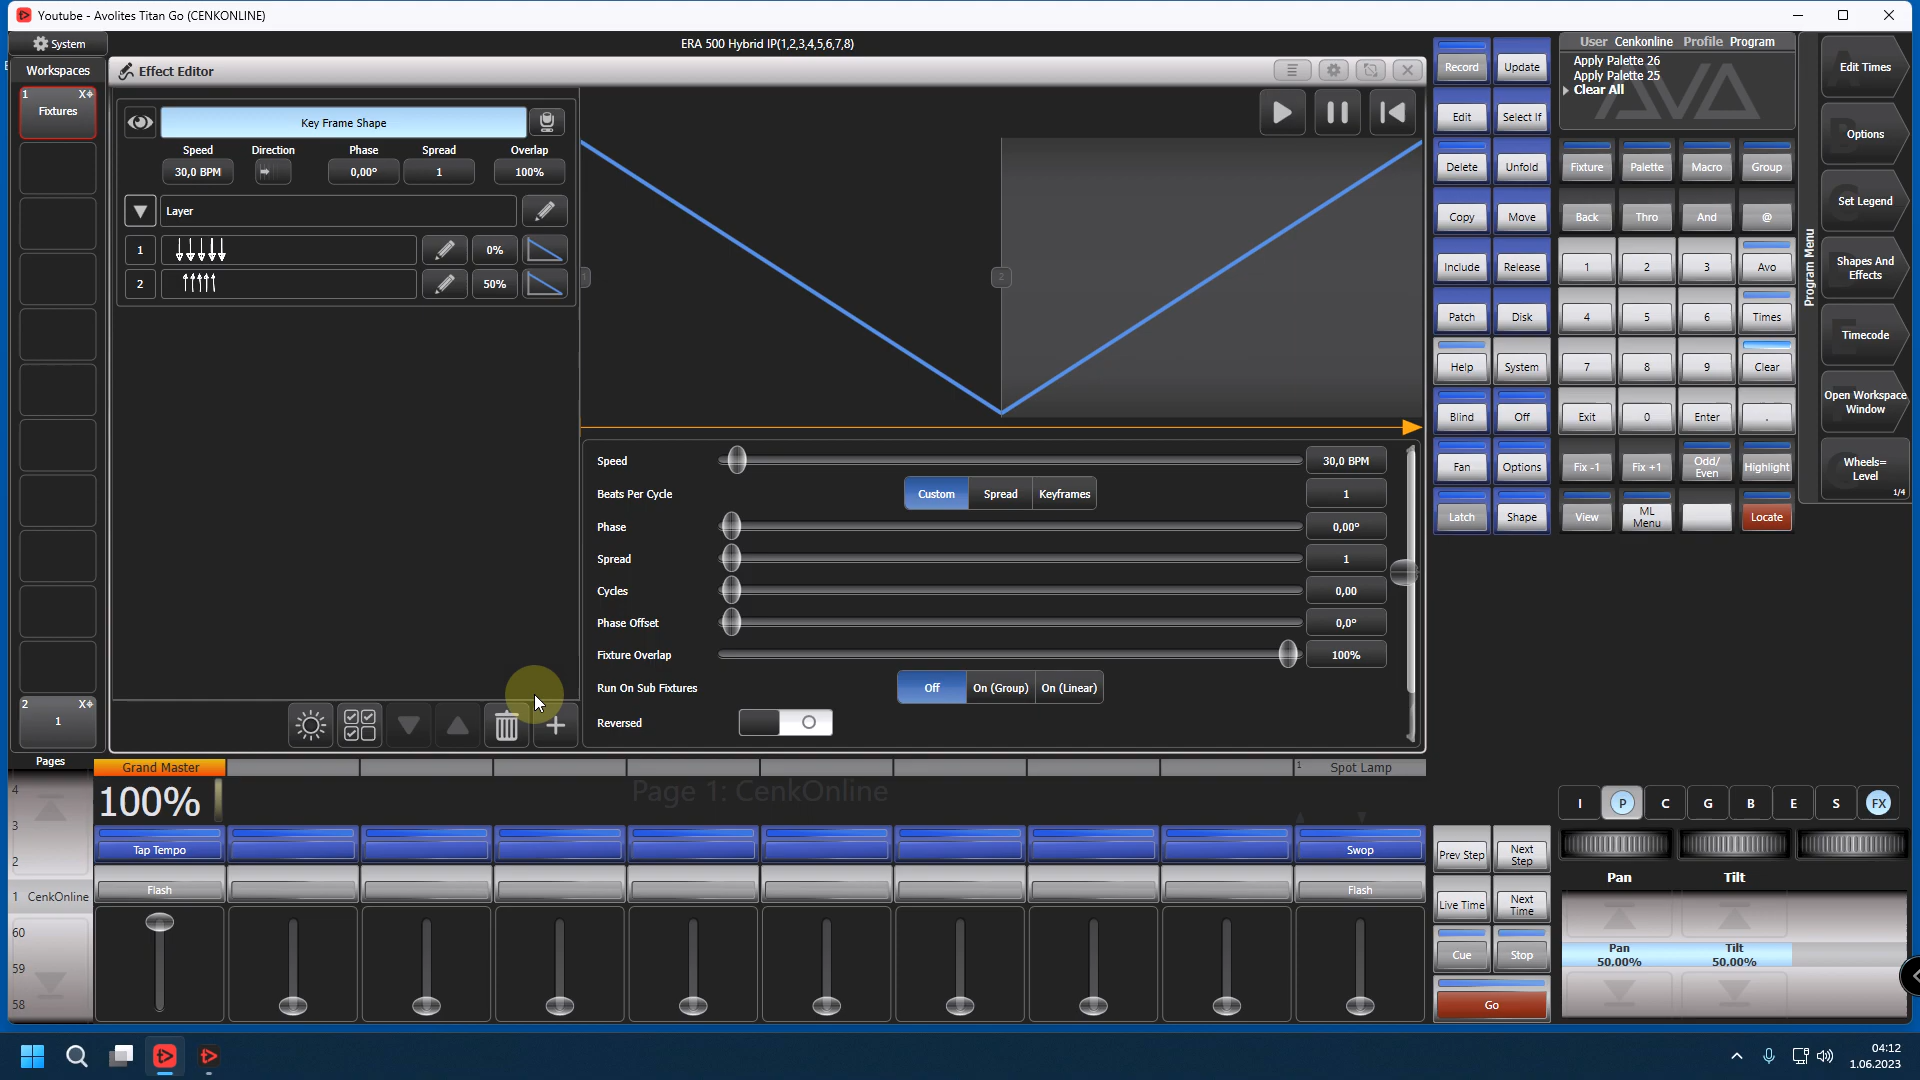 Youtube - Avolites Titan Go (CENKONLINE)
System
ERA 500 Hybrid IP(1,2,3,4,5,6,7,8)
Workspaces
1 X
Fixtures
2 X
1
Effect Editor
Key Frame Shape
Speed Direction Phase Spread Overlap
30,0 BPM 0,00° 1 100%
Layer
1 0%
2 50%
2
Speed 30,0 BPM
Beats Per Cycle Custom Spread Keyframes 1
Phase 0,00°
Spread 1
Cycles 0,00
Phase Offset 0,0°
Fixture Overlap 100%
Run On Sub Fixtures Off On (Group) On (Linear)
Reversed
Record Update
Edit Select If
Delete Unfold
Copy Move
Include Release
Patch Disk
Help System
Blind Off
Fan Options
Latch Shape
User Cenkonline Profile Program
Apply Palette 26
Apply Palette 25
Clear All
Fixture Palette Macro Group
Back Thro And @
1 2 3 Avo
4 5 6 Times
7 8 9 Clear
Exit 0 Enter .
Fix -1 Fix +1 Odd/ Even Highlight
View ML Menu Locate
Program Menu
Edit Times
Options
Set Legend
Shapes And
Effects
Timecode
Open Workspace
Window
Wheels=
Level
1/4
Pages
4
3
2
1 CenkOnline
60
59
58
Grand Master
100%
Page 1: CenkOnline
1 Spot Lamp
Tap Tempo Swop
Flash Flash
Prev Step Next Step
Live Time Next Time
Cue Stop
Go
I P C G B E S FX
Pan Tilt
Pan Tilt
50,00% 50,00%
04:12
1.06.2023